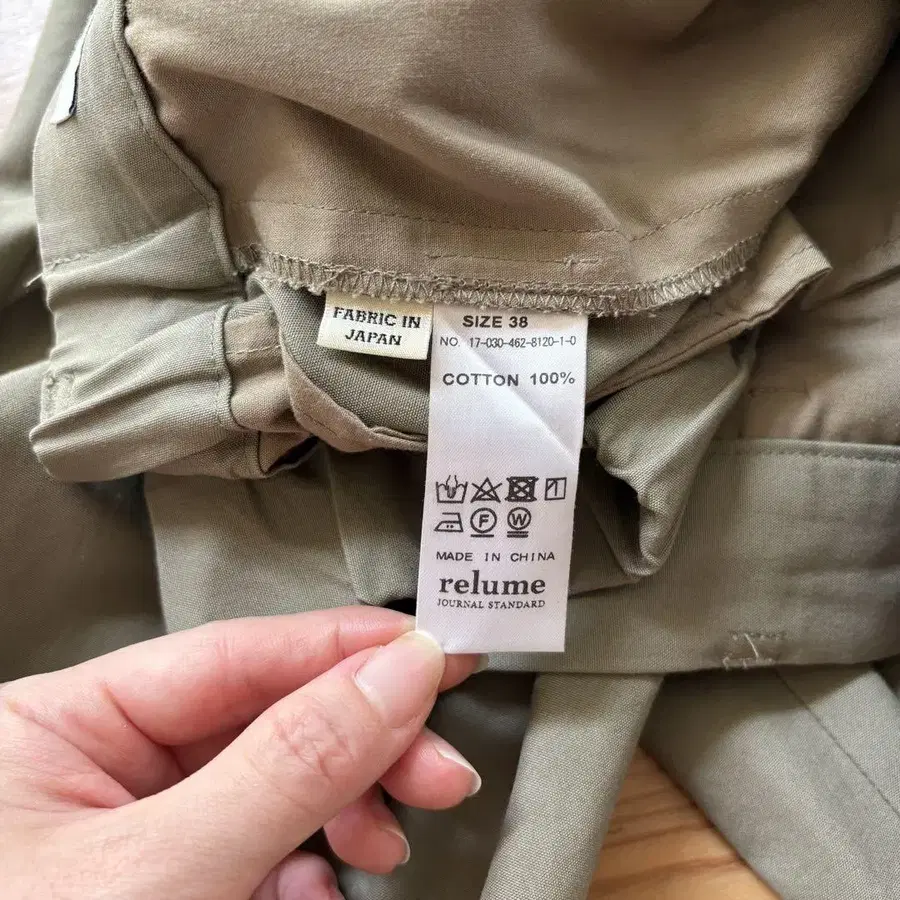 FABRIC IN
JAPAN
SIZE 38
NO. 17-030-462-8120-1-0
COTTON 100%
F
W
MADE IN CHINA
relume
JOURNAL STANDARD